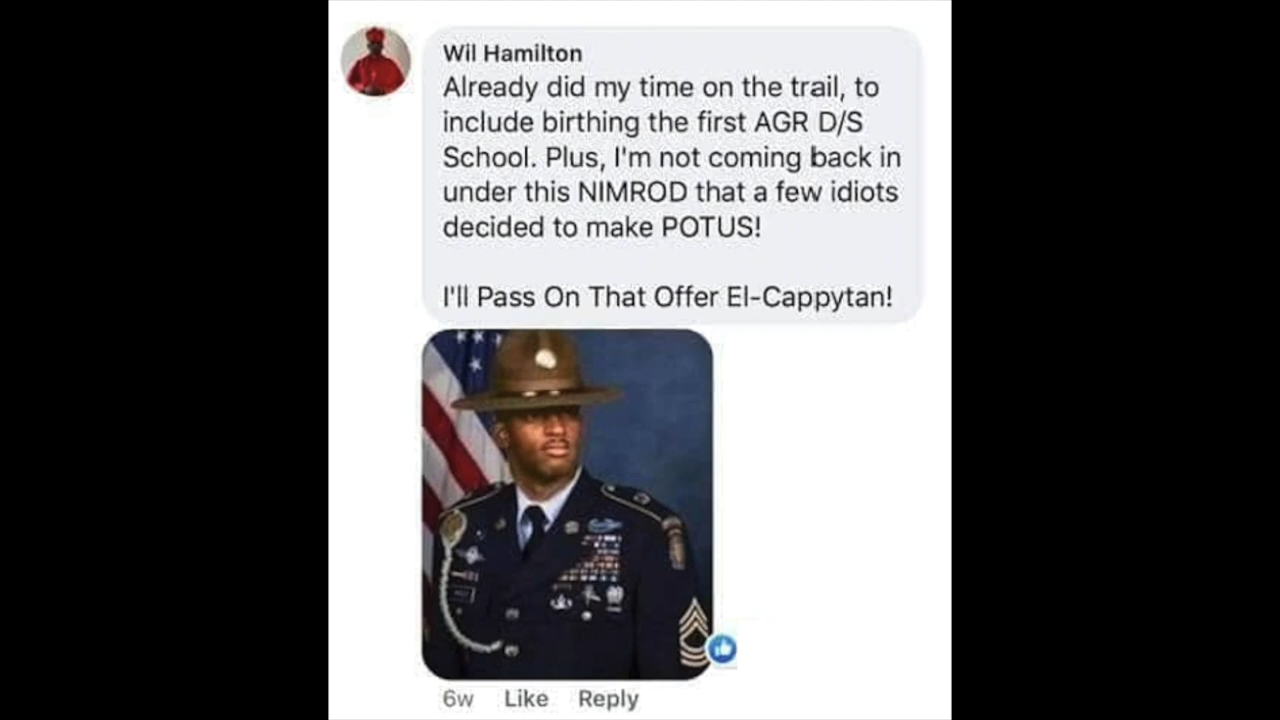 Wil Hamilton
Already did my time on the trail, to
include birthing the first AGR D/S
School. Plus, I'm not coming back in
under this NIMROD that a few idiots
decided to make POTUS!
I'll Pass On That Offer El-Cappytan!
6w Like Reply